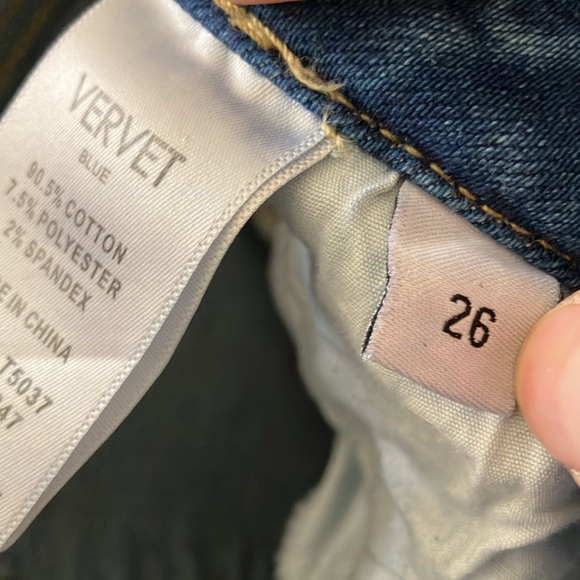 VERVET
BLUE
90.5% COTTON
7.5% POLYESTER
2% SPANDEX
IN CHINA
T5037
47
26